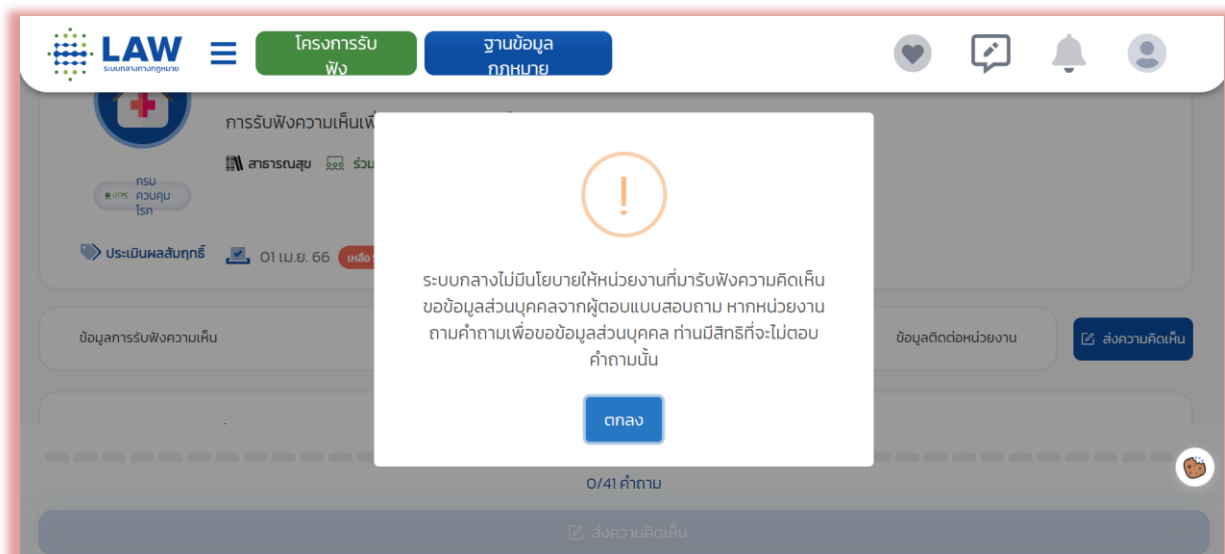 LAW
ระบบกลางทางกฎหมาย
โครงการรับ
ฟัง
ฐานข้อมูล
กฎหมาย
การรับฟังความเห็นเพื่
สาธารณสุข
กรม
ควบคุม
โรค
ประเมินผลสัมฤทธิ์
01 เม.ย. 66
เหลือ
ระบบกลางไม่มีนโยบายให้หน่วยงานที่มารับฟังความคิดเห็น
ขอข้อมูลส่วนบุคคลจากผู้ตอบแบบสอบถาม หากหน่วยงาน
ถามคำถามเพื่อขอข้อมูลส่วนบุคคล ท่านมีสิทธิที่จะไม่ตอบ
คำถามนั้น
ตกลง
ข้อมูลการรับฟังความเห็น
ข้อมูลติดต่อหน่วยงาน
ส่งความคิดเห็น
0/41 คำถาม
ส่งความคิดเห็น